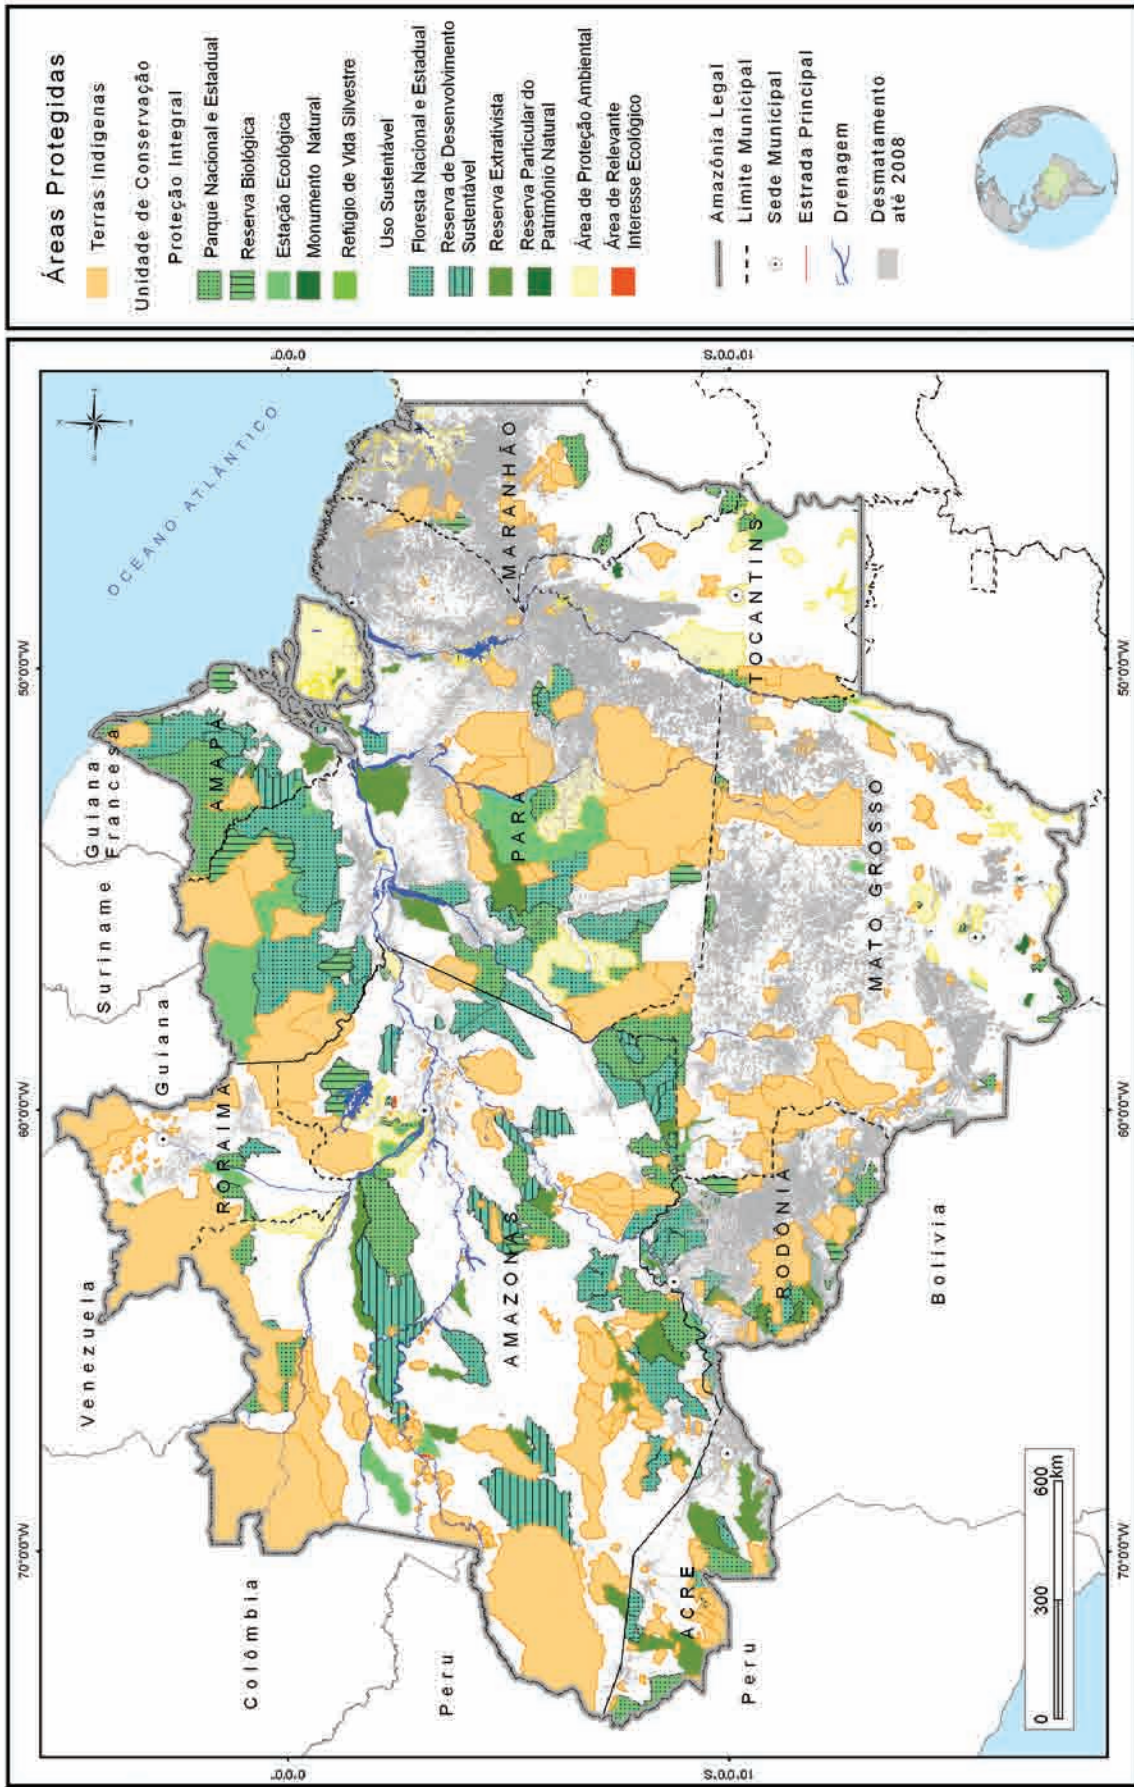 Áreas Protegidas
Terras Indígenas
Unidade de Conservação
Proteção Integral
Parque Nacional e Estadual
Reserva Biológica
Estação Ecológica
Monumento Natural
Refúgio de Vida Silvestre
Uso Sustentável
Floresta Nacional e Estadual
Reserva de Desenvolvimento
Sustentável
Reserva Extrativista
Reserva Particular do
Patrimônio Natural
Área de Proteção Ambiental
Área de Relevante
Interesse Ecológico
Amazônia Legal
Limite Municipal
Sede Municipal
Estrada Principal
Drenagem
Desmatamento
até 2008
70°0'0"W
60°0'0"W
50°0'0"W
Colômbia
Venezuela
Guiana
Suriname
Guiana
Francesa
OCEANO ATLÂNTICO
0°0'0"
0°0'0"
RORAIMA
AMAPÁ
Peru
AMAZONAS
PARÁ
MARANHÃO
ACRE
Peru
RODÔNIA
MATO GROSSO
TOCANTINS
10°0'0"S
10°0'0"S
Bolívia
0
300
600
km
70°0'0"W
60°0'0"W
50°0'0"W